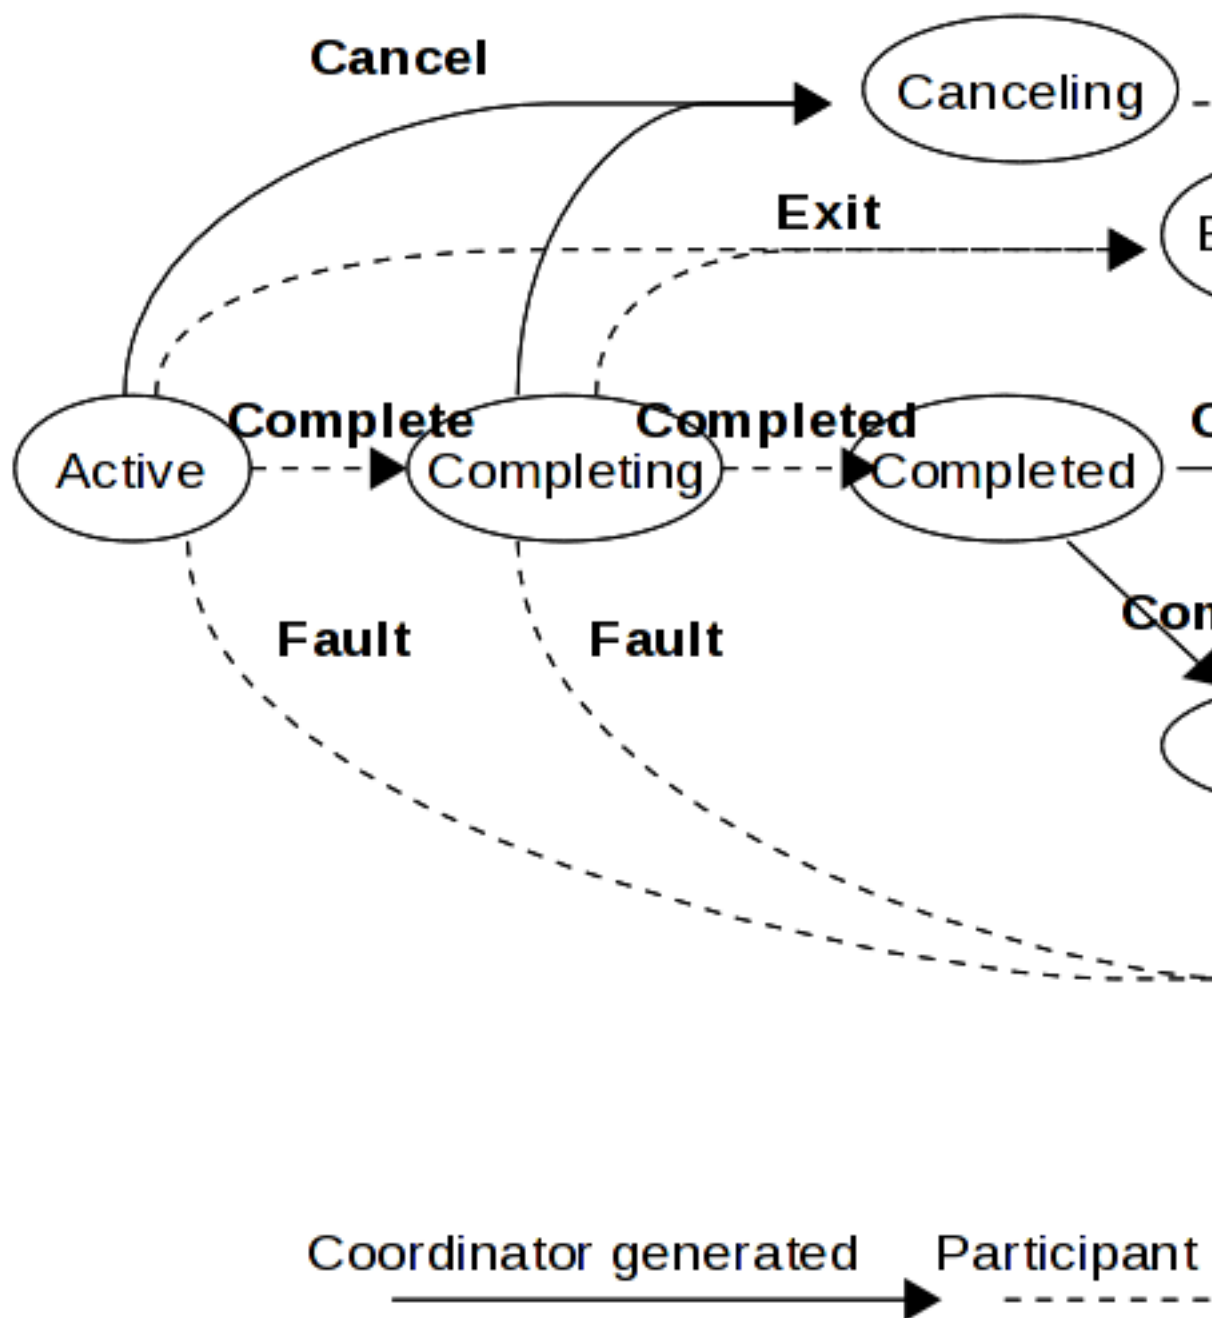 Cancel
Canceling
Exit
Complete
Completed
Active
Completing
Completed
Fault
Fault
Coordinator generated
Participant